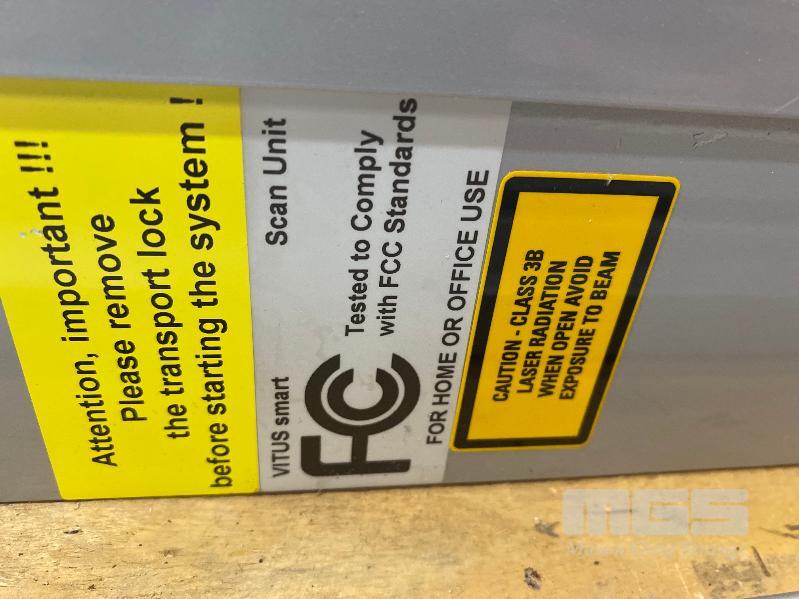 Attention, important !!!
Please remove
the transport lock
before starting the system !
VITUS smart Scan Unit
FC Tested to Comply
with FCC Standards
FOR HOME OR OFFICE USE
CAUTION - CLASS 3B
LASER RADIATION
WHEN OPEN AVOID
EXPOSURE TO BEAM
MGS